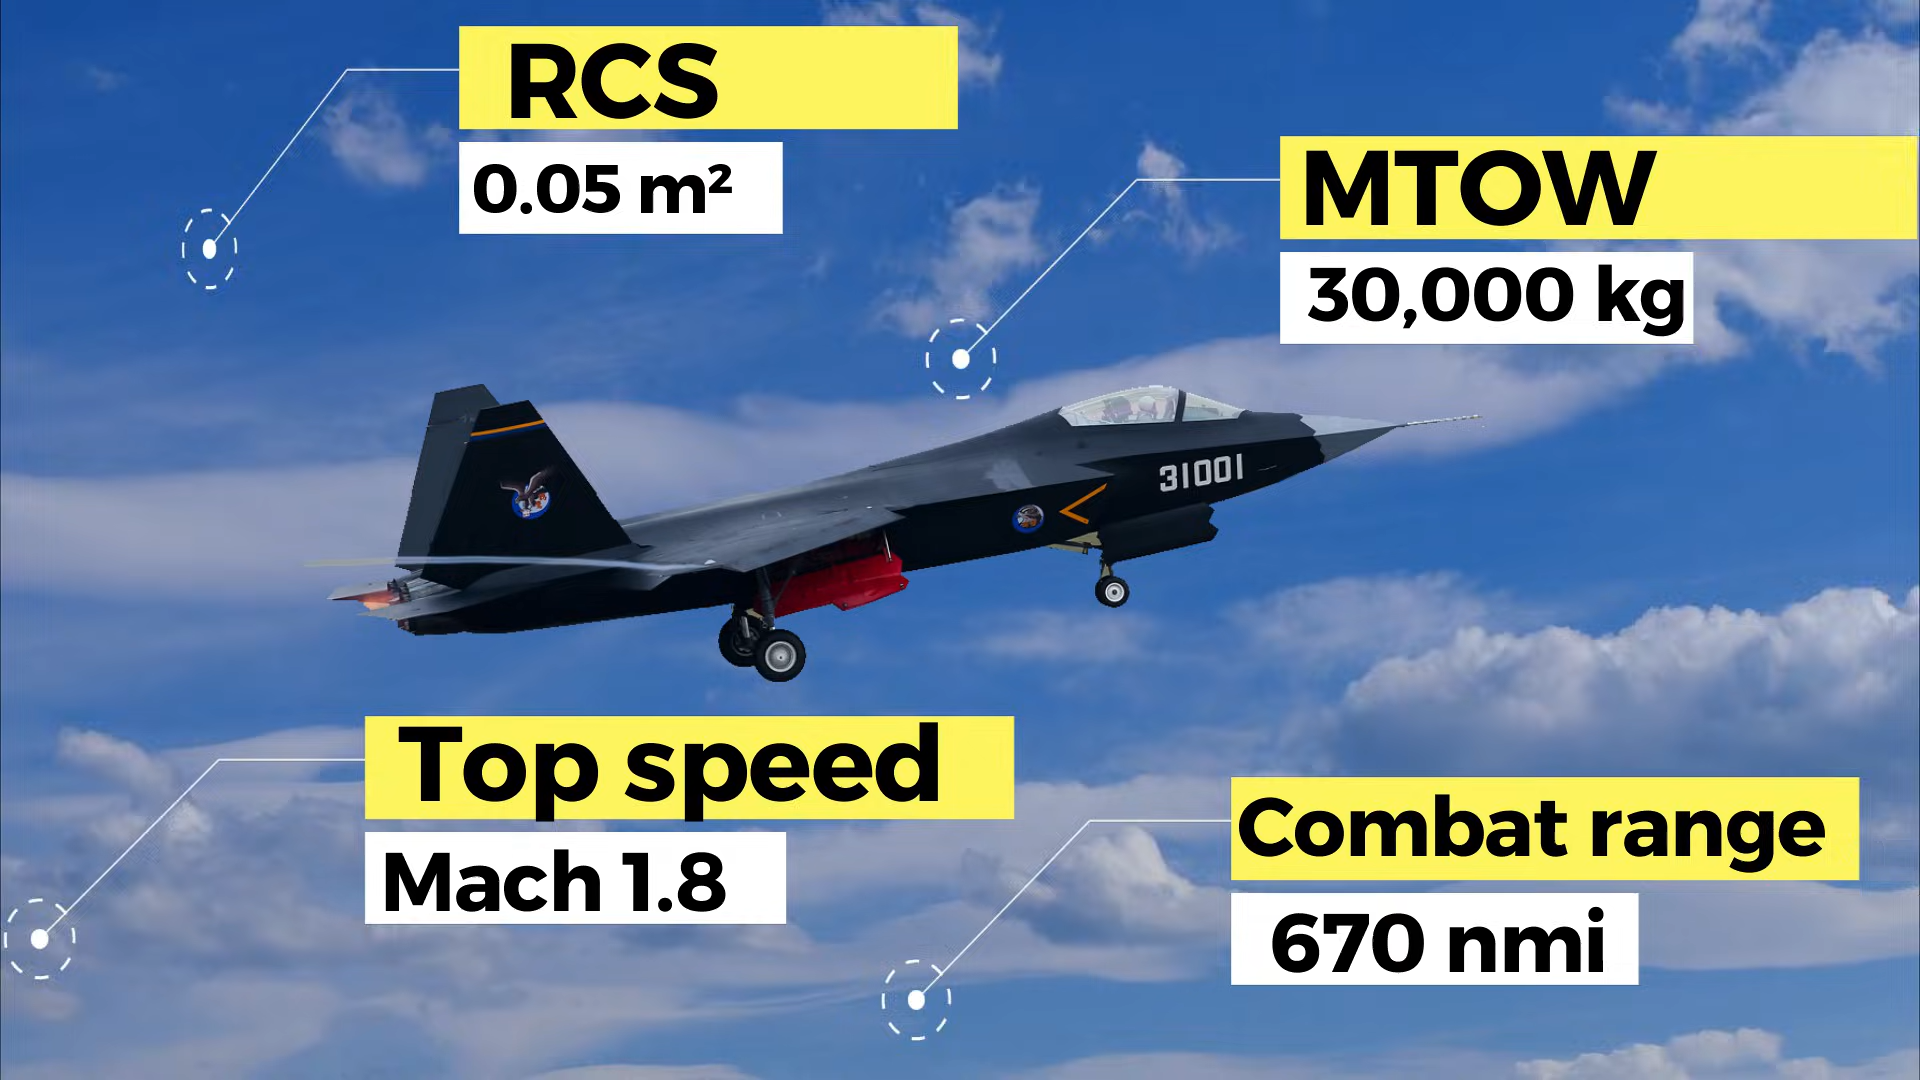 RCS
0.05 m²
MTOW
30,000 kg
31001
Top speed
Mach 1.8
Combat range
670 nmi